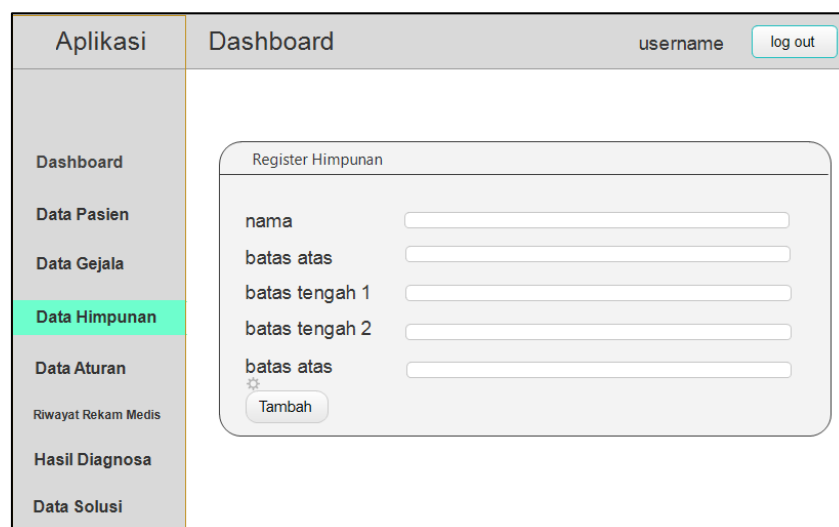 Aplikasi
Dashboard
username
log out
Dashboard
Data Pasien
Data Gejala
Data Himpunan
Data Aturan
Riwayat Rekam Medis
Hasil Diagnosa
Data Solusi
Register Himpunan
nama
batas atas
batas tengah 1
batas tengah 2
batas atas
Tambah